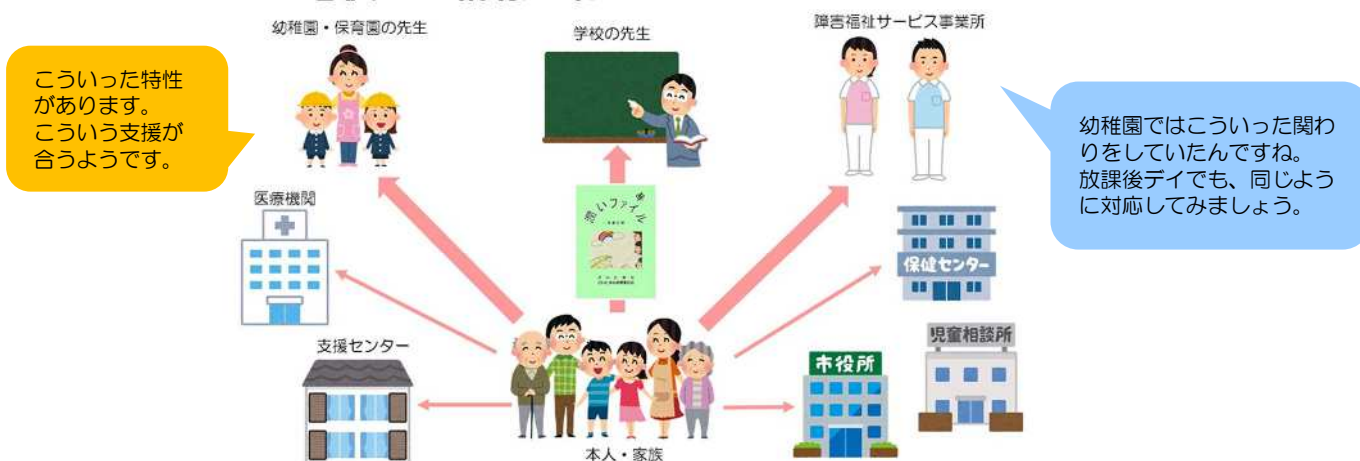 幼稚園・保育園の先生
学校の先生
障害福祉サービス事業所
こういった特性
があります。
こういう支援が
合うようです。
幼稚園ではこういった関わ
りをしていたんですね。
放課後デイでも、同じよう
に対応してみましょう。
医療機関
潤いファイル
保健センター
支援センター
児童相談所
市役所
本人・家族